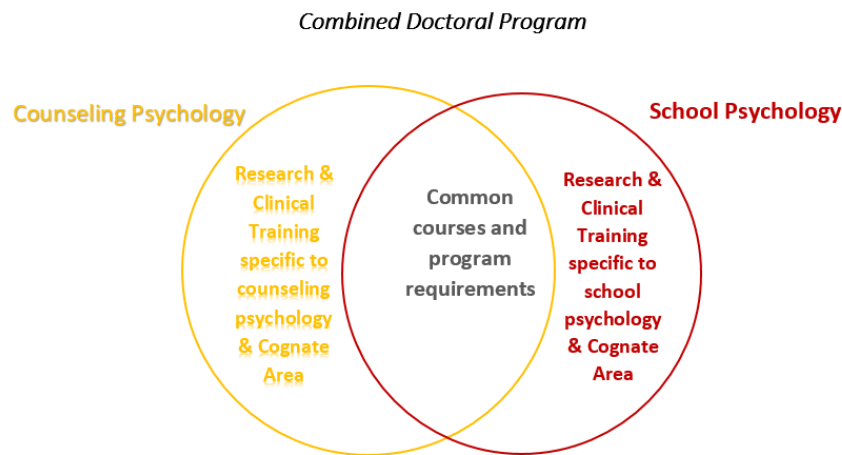 Combined Doctoral Program
Counseling Psychology
School Psychology
Research &
Clinical
Training
specific to
counseling
psychology
& Cognate
Area
Common
courses and
program
requirements
Research &
Clinical
Training
specific to
school
psychology
& Cognate
Area